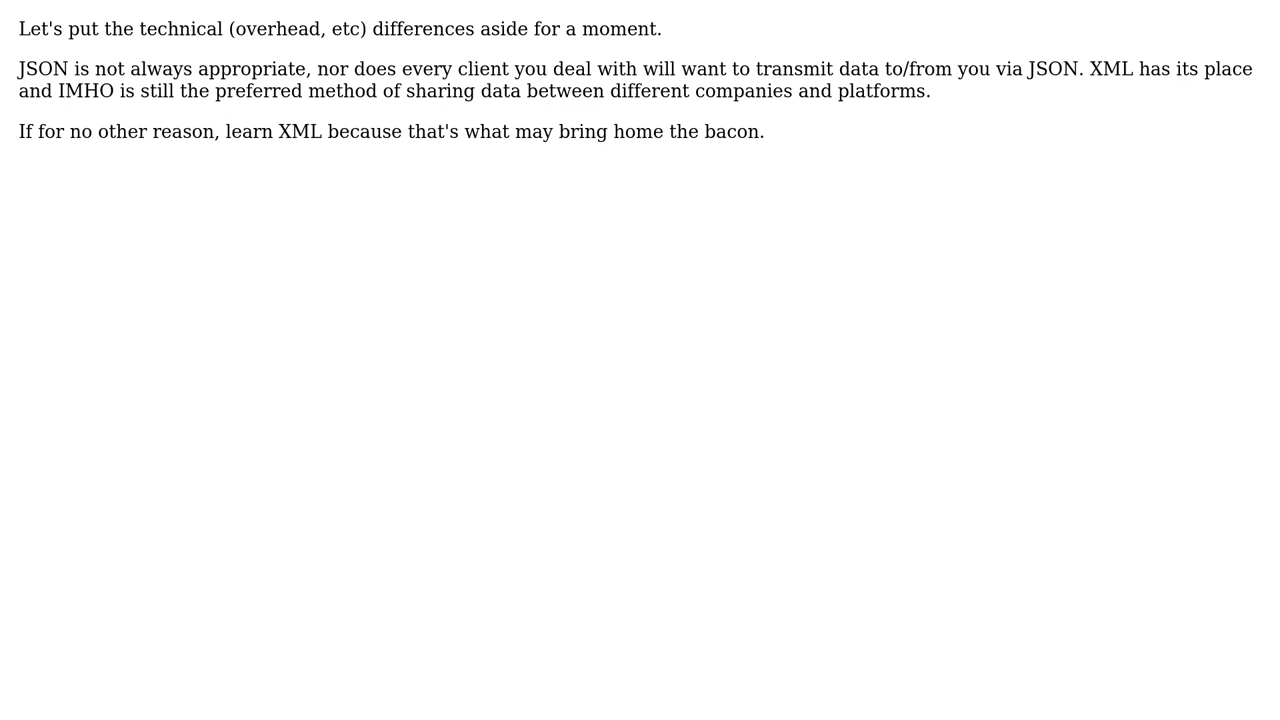 Let's put the technical (overhead, etc) differences aside for a moment.
JSON is not always appropriate, nor does every client you deal with will want to transmit data to/from you via JSON. XML has its place
and IMHO is still the preferred method of sharing data between different companies and platforms.
If for no other reason, learn XML because that's what may bring home the bacon.